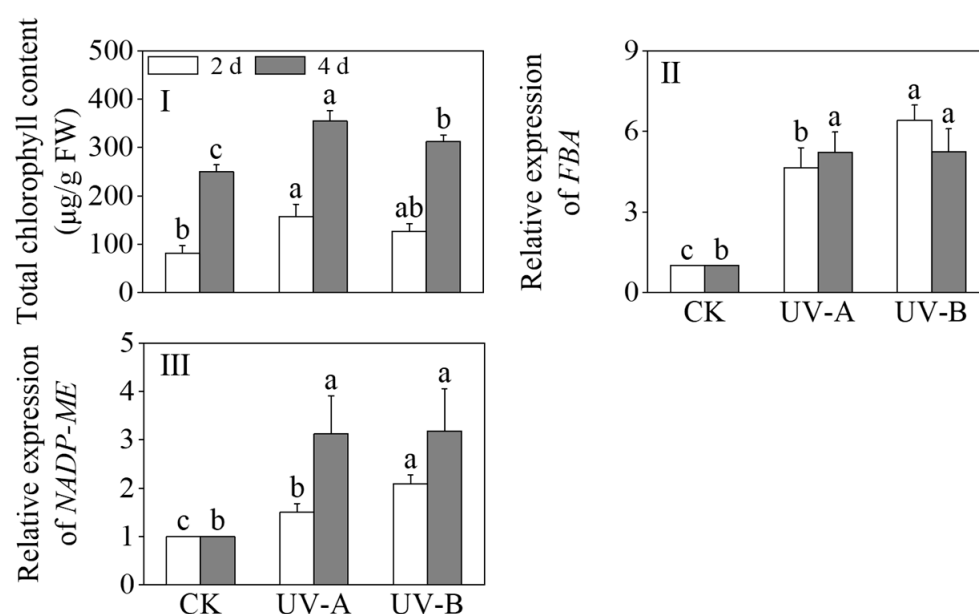 Total chlorophyll content
(μg/g FW)
500
400
300
200
100
0
2 d
4 d
I
b
c
a
a
ab
b
Relative expression
of FBA
9
6
3
0
II
c
b
b
a
a
a
CK
UV-A
UV-B
Relative expression
of NADP-ME
5
4
3
2
1
0
III
c
b
b
a
a
a
CK
UV-A
UV-B